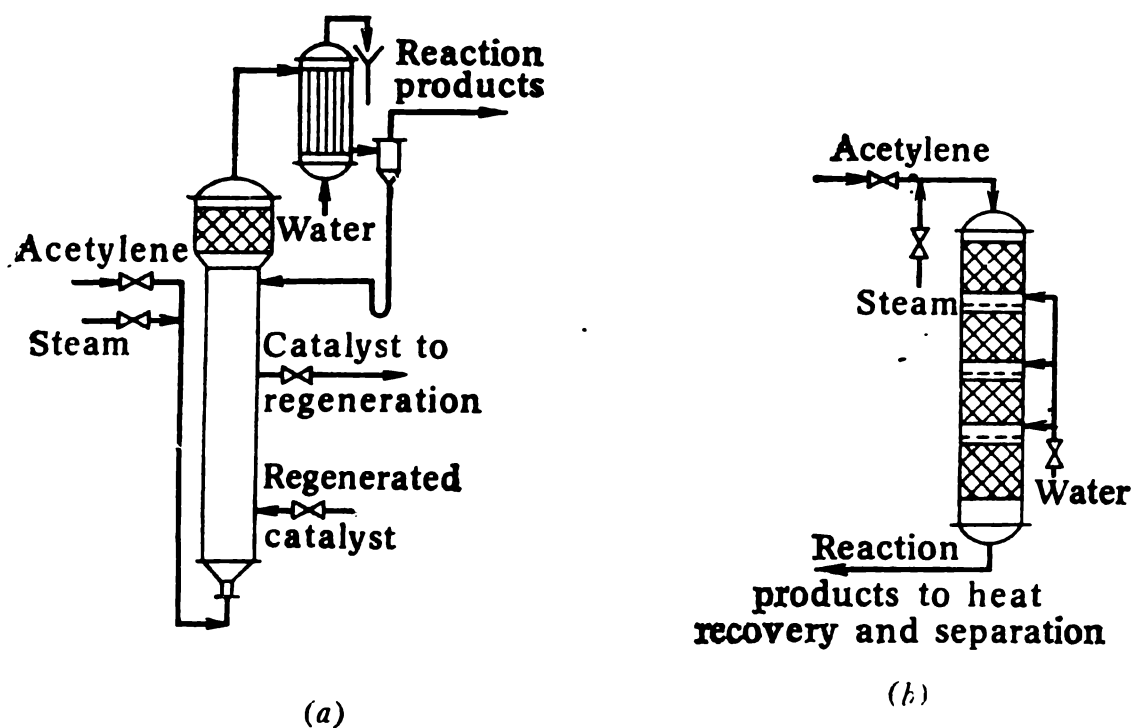 Reaction
products
Water
Acetylene
Steam
Catalyst to
regeneration
Regenerated
catalyst
(a)
Acetylene
Steam
Water
Reaction
products to heat
recovery and separation
(b)